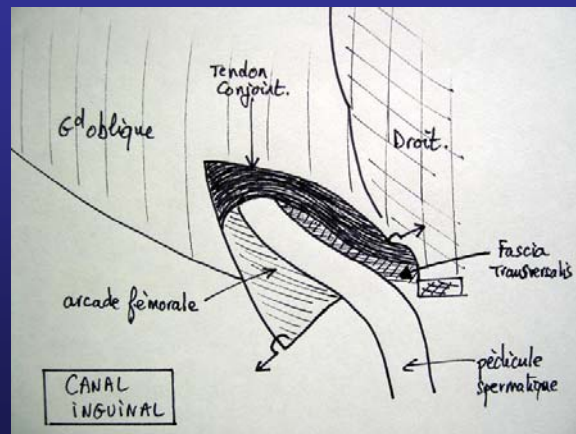 Tendon
Conjoint.
Gd oblique
Droit.
Fascia
Transversalis
arcade fémorale
pédicule
spermatique
CANAL
INGUINAL